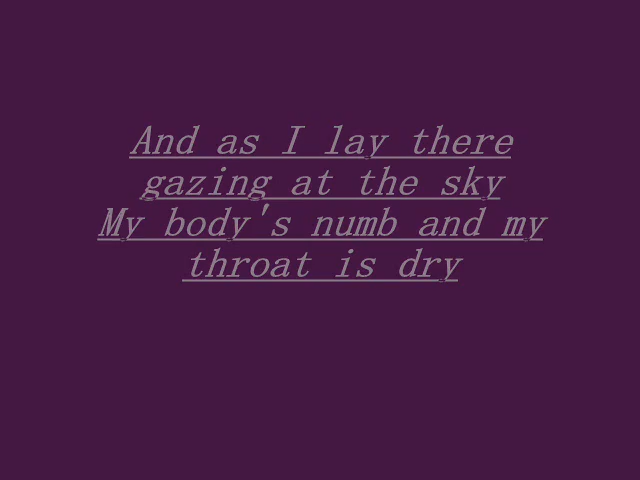 And as I lay there
gazing at the sky
My body's numb and my
throat is dry